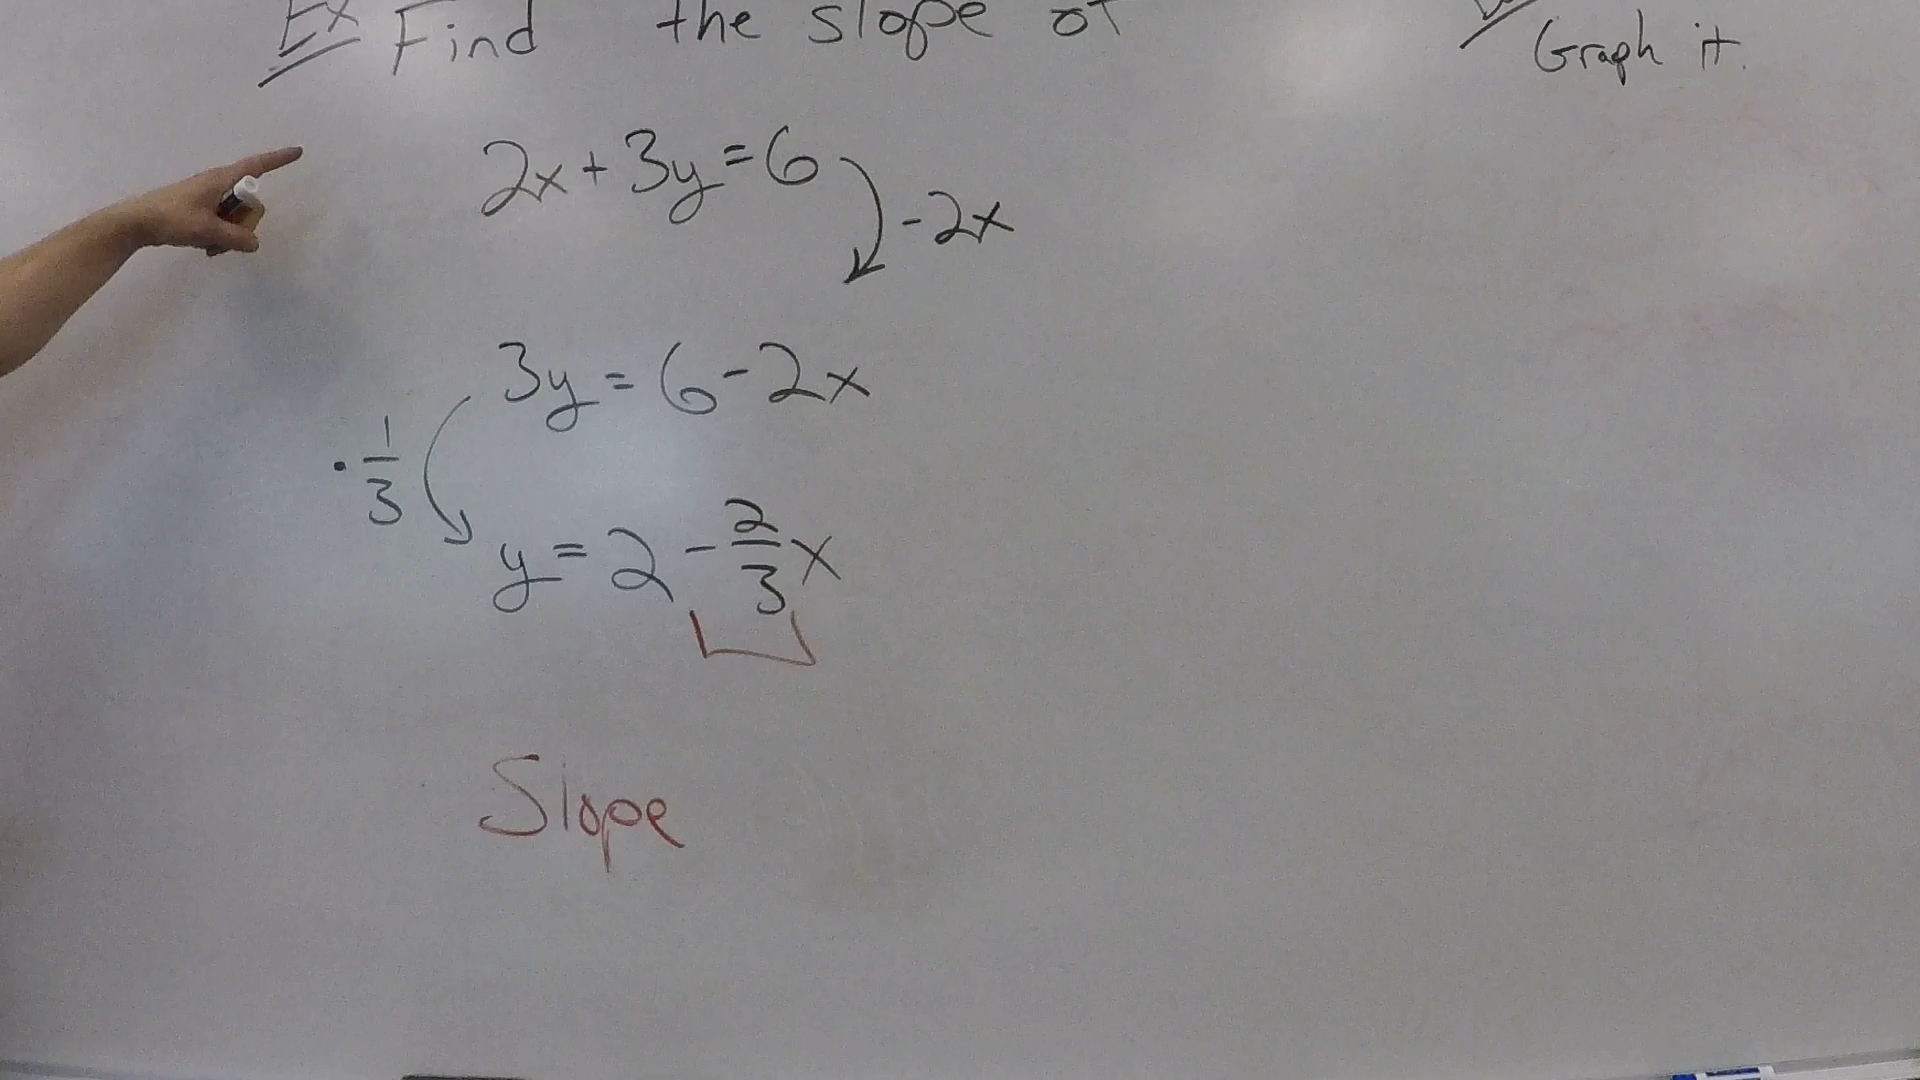 Ex Find the slope of
2x+3y=6
-2x
3y=6-2x
· 1/3
y=2-2/3x
Slope
Graph it.